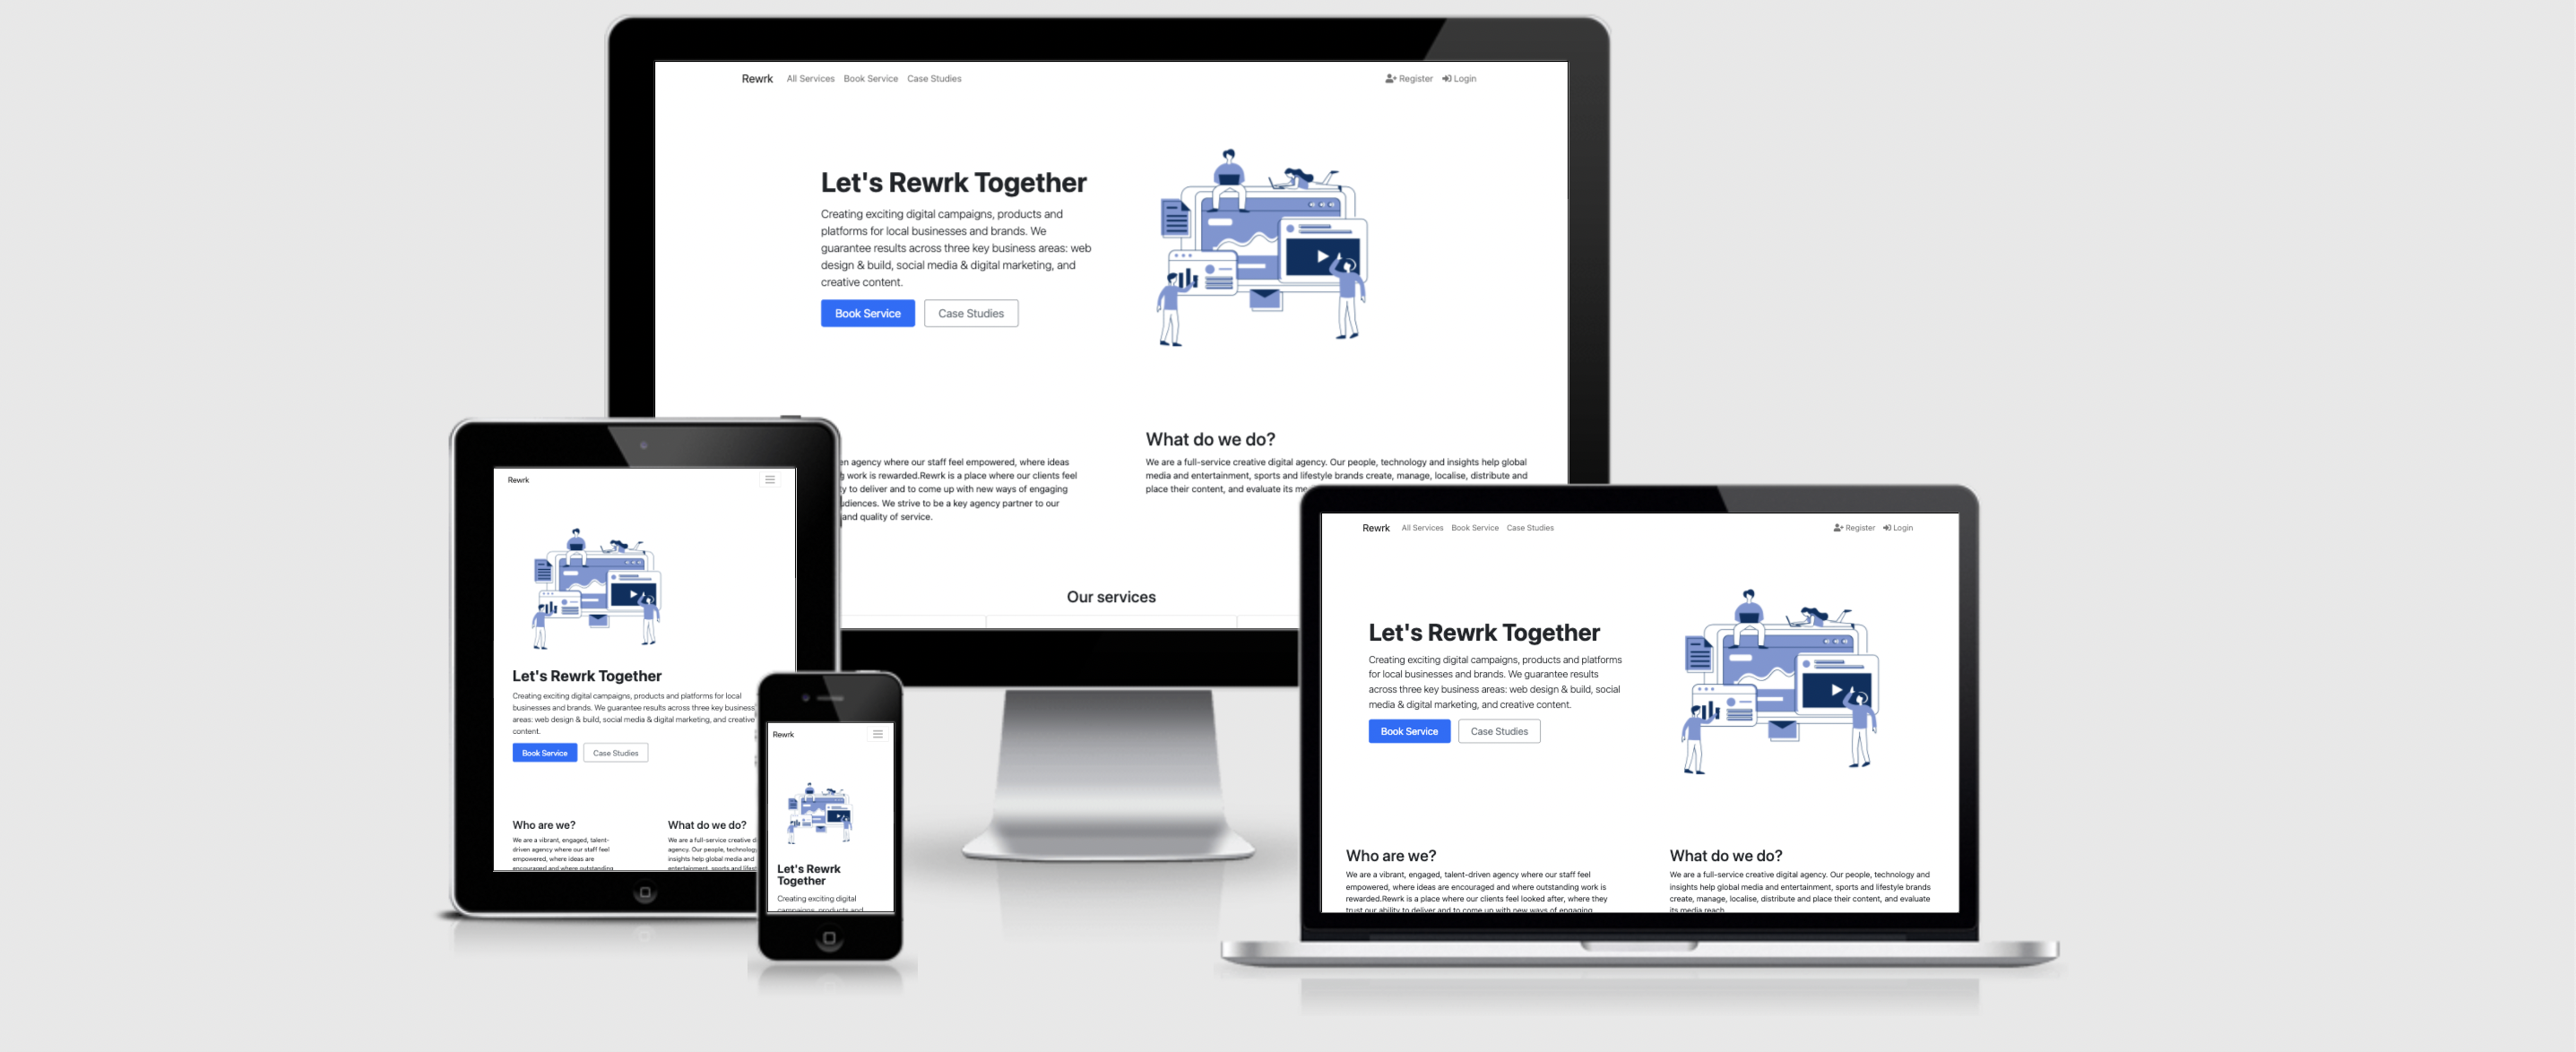 Rewrk All Services Book Service Case Studies Register Login
Let's Rewrk Together
Creating exciting digital campaigns, products and
platforms for local businesses and brands. We
guarantee results across three key business areas: web
design & build, social media & digital marketing, and
creative content.
Book Service Case Studies
agency where our staff feel empowered, where ideas
work is rewarded.Rewrk is a place where our clients feel
to deliver and to come up with new ways of engaging
We strive to be a key agency partner to our
and quality of service.
What do we do?
We are a full-service creative digital agency. Our people, technology and insights help global
media and entertainment, sports and lifestyle brands create, manage, localise, distribute and
place their content, and evaluate its
Our services
Rewrk
Let's Rewrk Together
Creating exciting digital campaigns, products and platforms for local
businesses and brands. We guarantee results across three key business
areas: web design & build, social media & digital marketing, and creative
content.
Book Service Case Studies
Who are we?
We are a vibrant, engaged, talent-
driven agency where our staff feel
empowered, where ideas are
encouraged and where outstanding
What do we do?
We are a full-service creative
agency. Our people, technology
insights help global media and
entertainment, sports and
Rewrk
Let's Rewrk
Together
Creating exciting digital
campaigns, products and
Rewrk All Services Book Service Case Studies Register Login
Let's Rewrk Together
Creating exciting digital campaigns, products and platforms
for local businesses and brands. We guarantee results
across three key business areas: web design & build, social
media & digital marketing, and creative content.
Book Service Case Studies
Who are we?
We are a vibrant, engaged, talent-driven agency where our staff feel
empowered, where ideas are encouraged and where outstanding work is
rewarded.Rewrk is a place where our clients feel looked after, where they
trust our ability to deliver and to come up with new ways of engaging
What do we do?
We are a full-service creative digital agency. Our people, technology and
insights help global media and entertainment, sports and lifestyle brands
create, manage, localise, distribute and place their content, and evaluate
its media reach